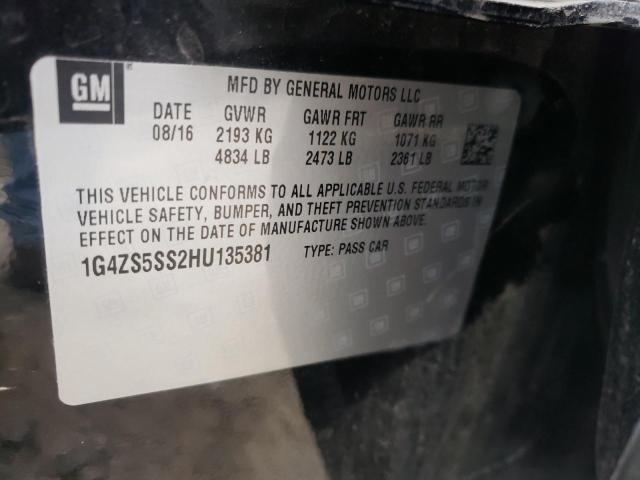 GM
MFD BY GENERAL MOTORS LLC
DATE GVWR GAWR FRT GAWR RR
08/16 2193 KG 1122 KG 1071 KG
4834 LB 2473 LB 2361 LB
THIS VEHICLE CONFORMS TO ALL APPLICABLE U.S. FEDERAL MOTOR
VEHICLE SAFETY, BUMPER, AND THEFT PREVENTION STANDARDS IN
EFFECT ON THE DATE OF MANUFACTURE SHOWN ABOVE.
1G4ZS5SS2HU135381 TYPE: PASS CAR